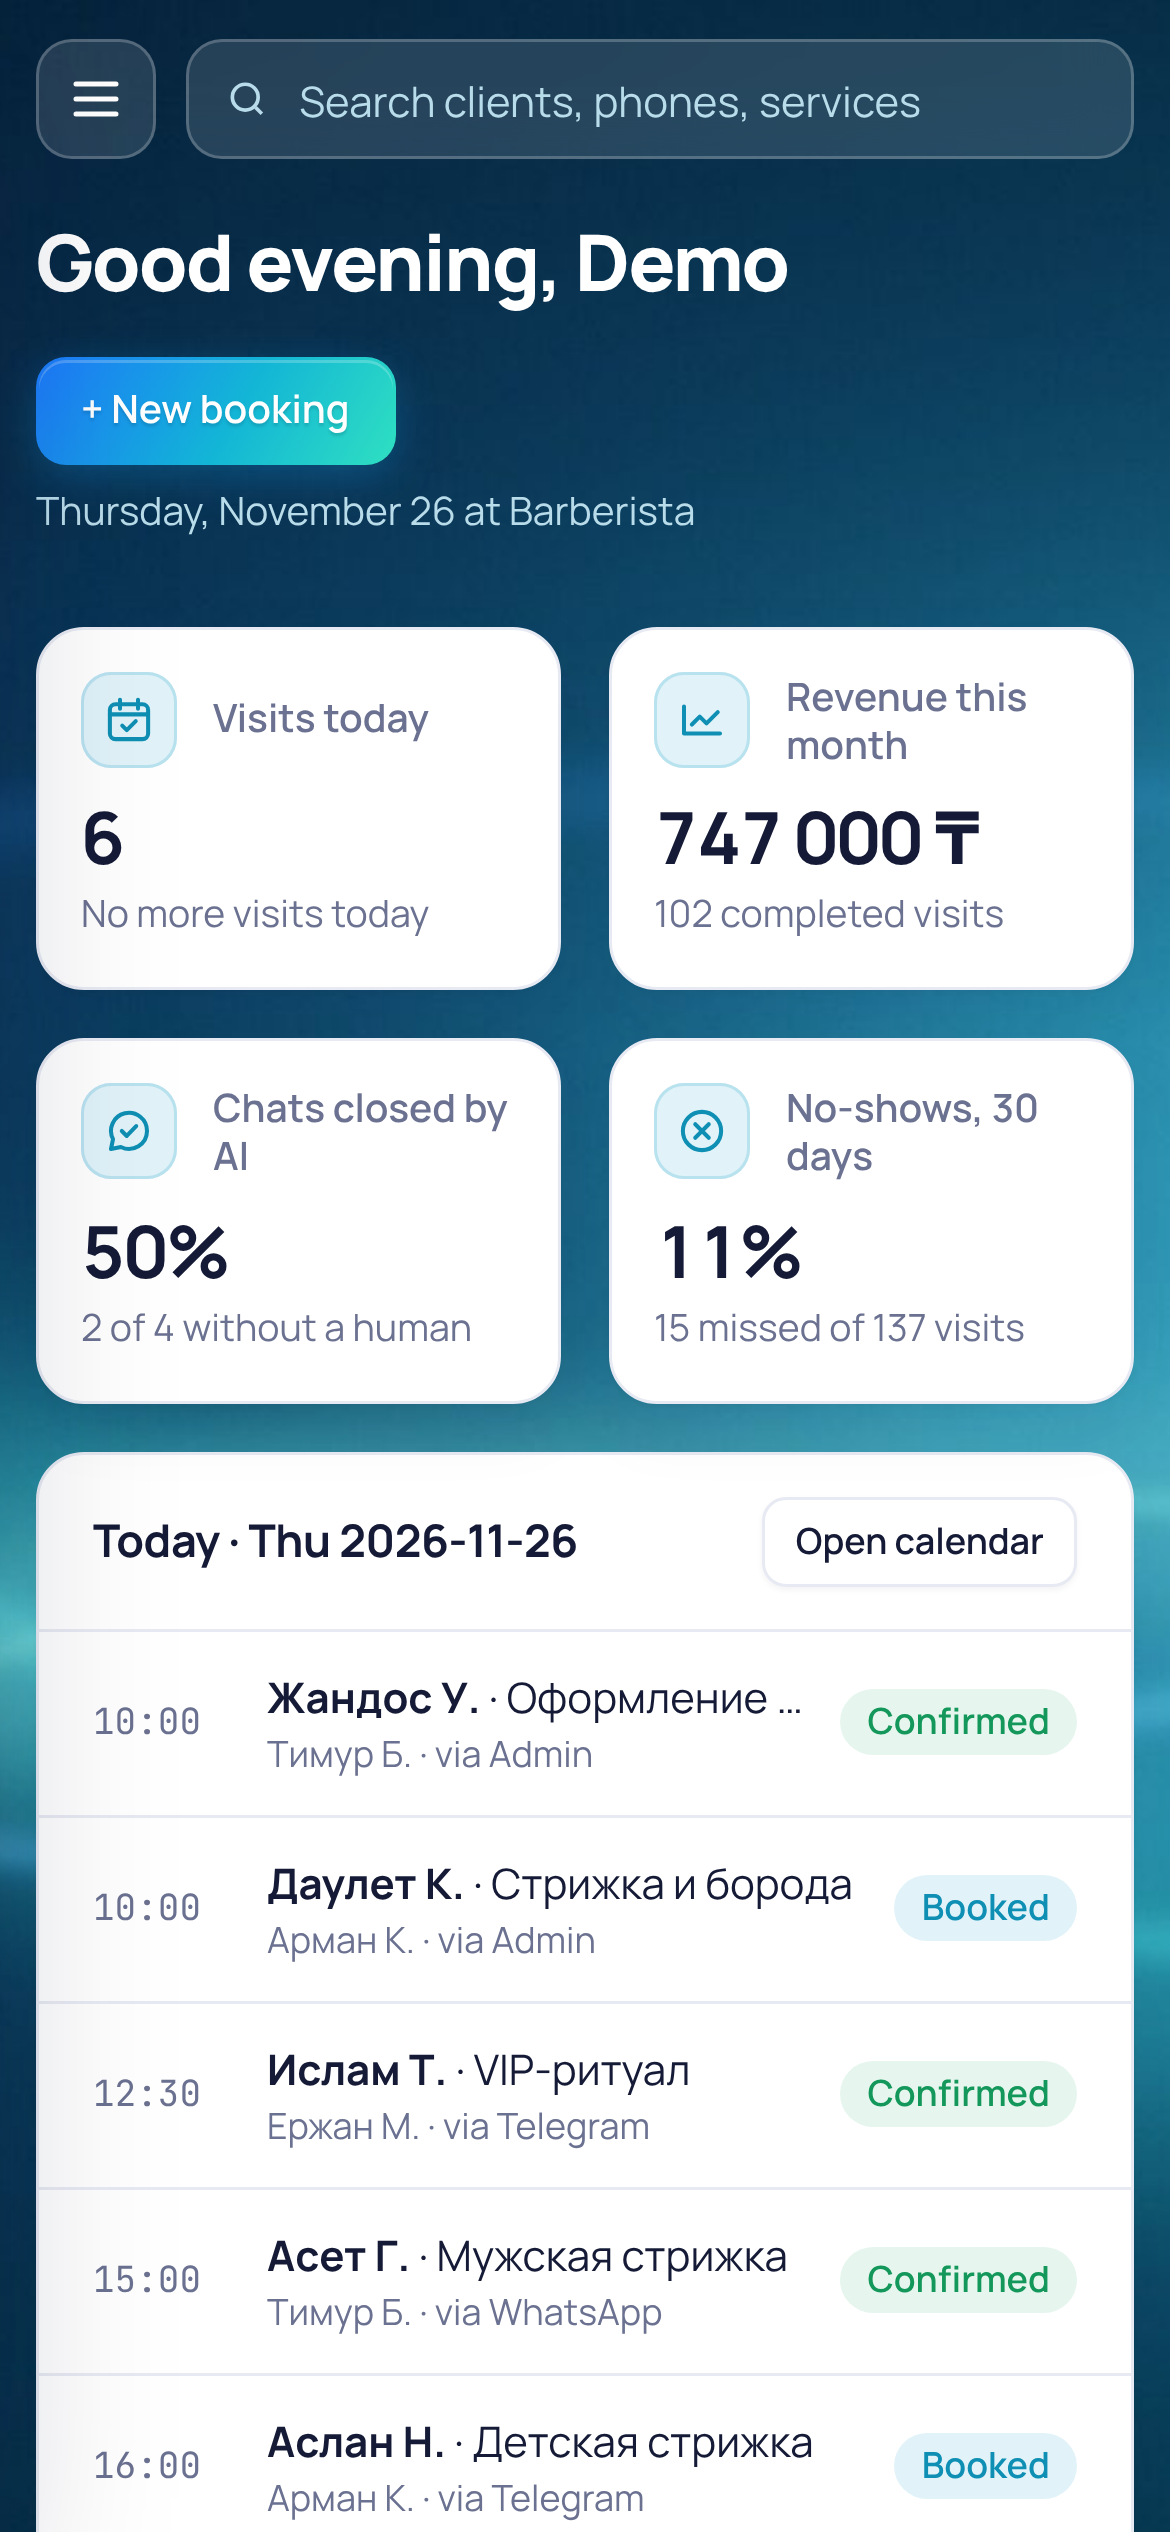 Search clients, phones, services
Good evening, Demo
+ New booking
Thursday, November 26 at Barberista
Visits today
6
No more visits today
Revenue this
month
747 000 ₸
102 completed visits
Chats closed by
AI
50%
2 of 4 without a human
No-shows, 30
days
11%
15 missed of 137 visits
Today · Thu 2026-11-26
Open calendar
10:00
Жандос У. · Оформление ...
Тимур Б. · via Admin
Confirmed
10:00
Даулет К. · Стрижка и борода
Арман К. · via Admin
Booked
12:30
Ислам Т. · VIP-ритуал
Ержан М. · via Telegram
Confirmed
15:00
Асет Г. · Мужская стрижка
Тимур Б. · via WhatsApp
Confirmed
16:00
Аслан Н. · Детская стрижка
Арман К. · via Telegram
Booked